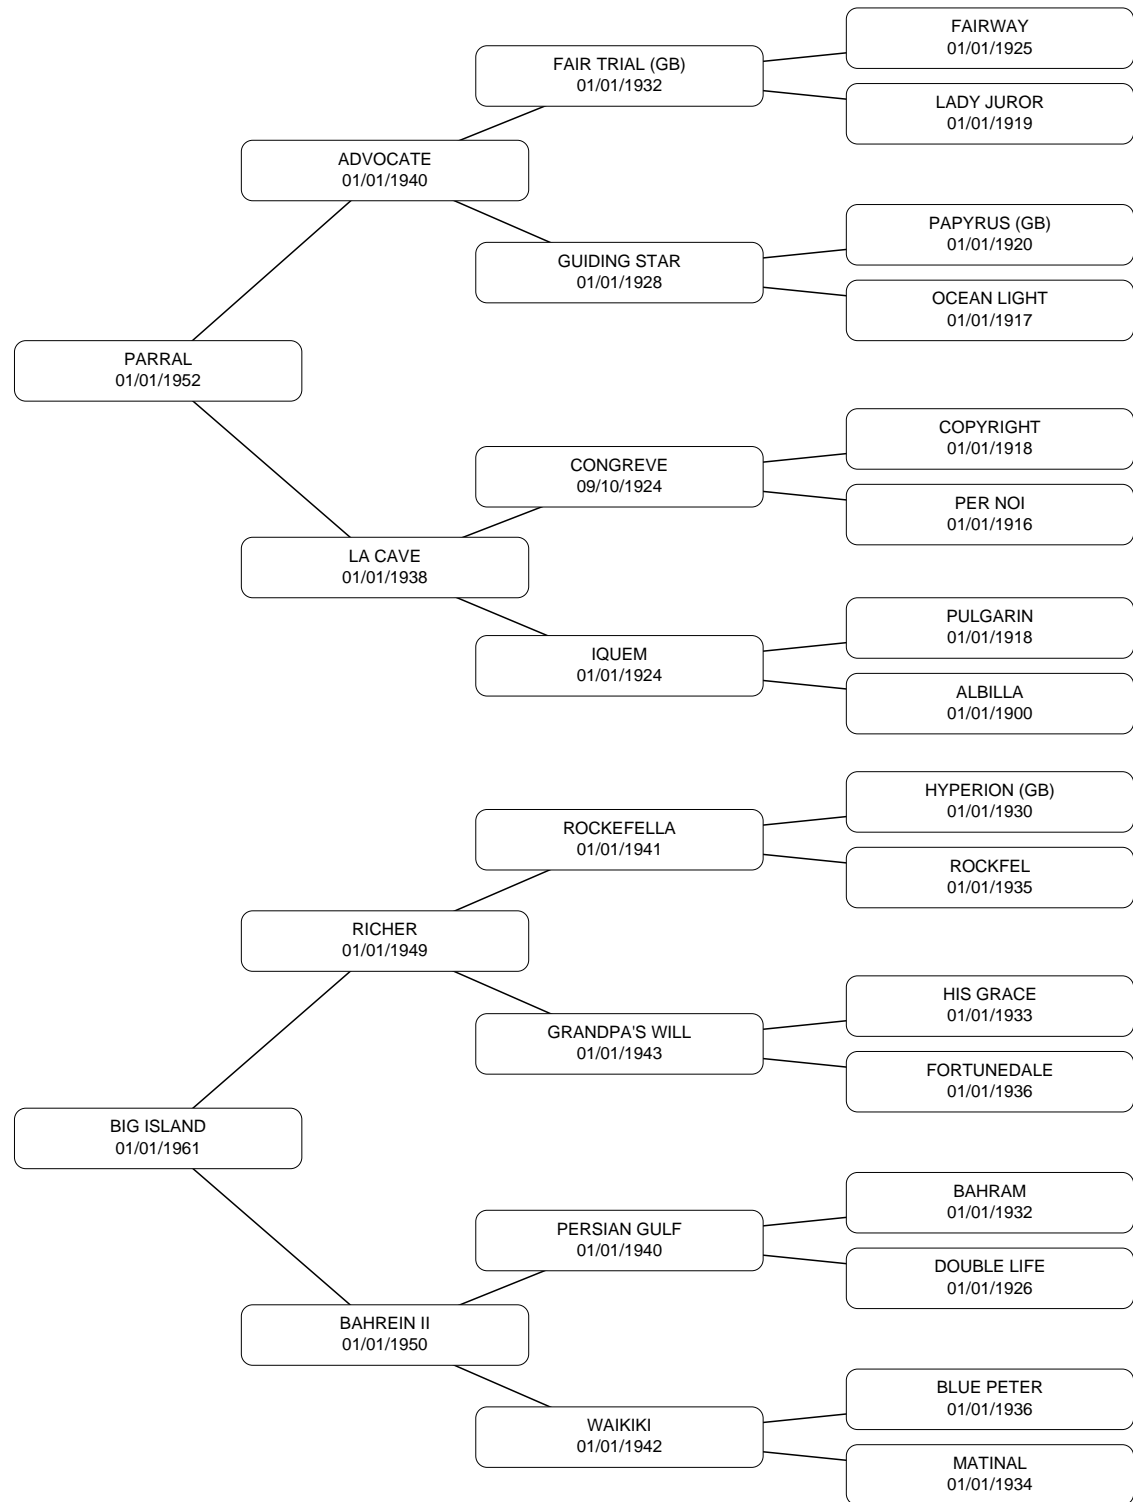 FAIRWAY
01/01/1925
FAIR TRIAL (GB)
01/01/1932
LADY JUROR
01/01/1919
ADVOCATE
01/01/1940
PAPYRUS (GB)
01/01/1920
GUIDING STAR
01/01/1928
OCEAN LIGHT
01/01/1917
PARRAL
01/01/1952
COPYRIGHT
01/01/1918
CONGREVE
09/10/1924
PER NOI
01/01/1916
LA CAVE
01/01/1938
PULGARIN
01/01/1918
IQUEM
01/01/1924
ALBILLA
01/01/1900
HYPERION (GB)
01/01/1930
ROCKEFELLA
01/01/1941
ROCKFEL
01/01/1935
RICHER
01/01/1949
HIS GRACE
01/01/1933
GRANDPA'S WILL
01/01/1943
FORTUNEDALE
01/01/1936
BIG ISLAND
01/01/1961
BAHRAM
01/01/1932
PERSIAN GULF
01/01/1940
DOUBLE LIFE
01/01/1926
BAHREIN II
01/01/1950
BLUE PETER
01/01/1936
WAIKIKI
01/01/1942
MATINAL
01/01/1934